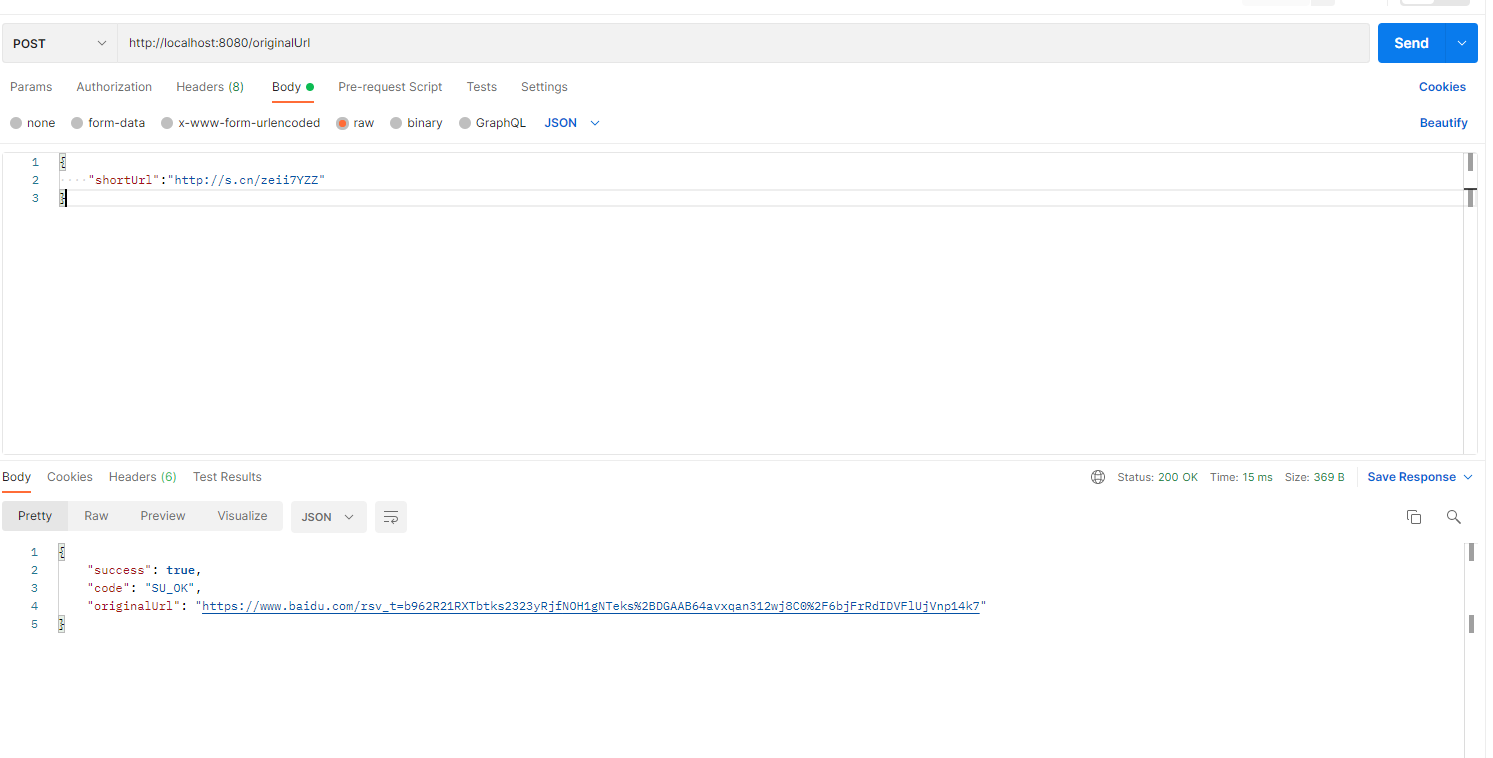 POST http://localhost:8080/originalUrl Send
Params Authorization Headers (8) Body Pre-request Script Tests Settings Cookies
none form-data x-www-form-urlencoded raw binary GraphQL JSON Beautify
1 {
2 "shortUrl":"http://s.cn/zeii7YZZ"
3 }
Body Cookies Headers (6) Test Results Status: 200 OK Time: 15 ms Size: 369 B Save Response
Pretty Raw Preview Visualize JSON
1 {
2 "success": true,
3 "code": "SU_OK",
4 "originalUrl": "https://www.baidu.com/rsv_t=b962R21RXTbtks2323yRjfNOH1gNTeks%2BDGAAB64avxqan312wj8C0%2F6bjFrRdIDVFlUjVnp14k7"
5 }